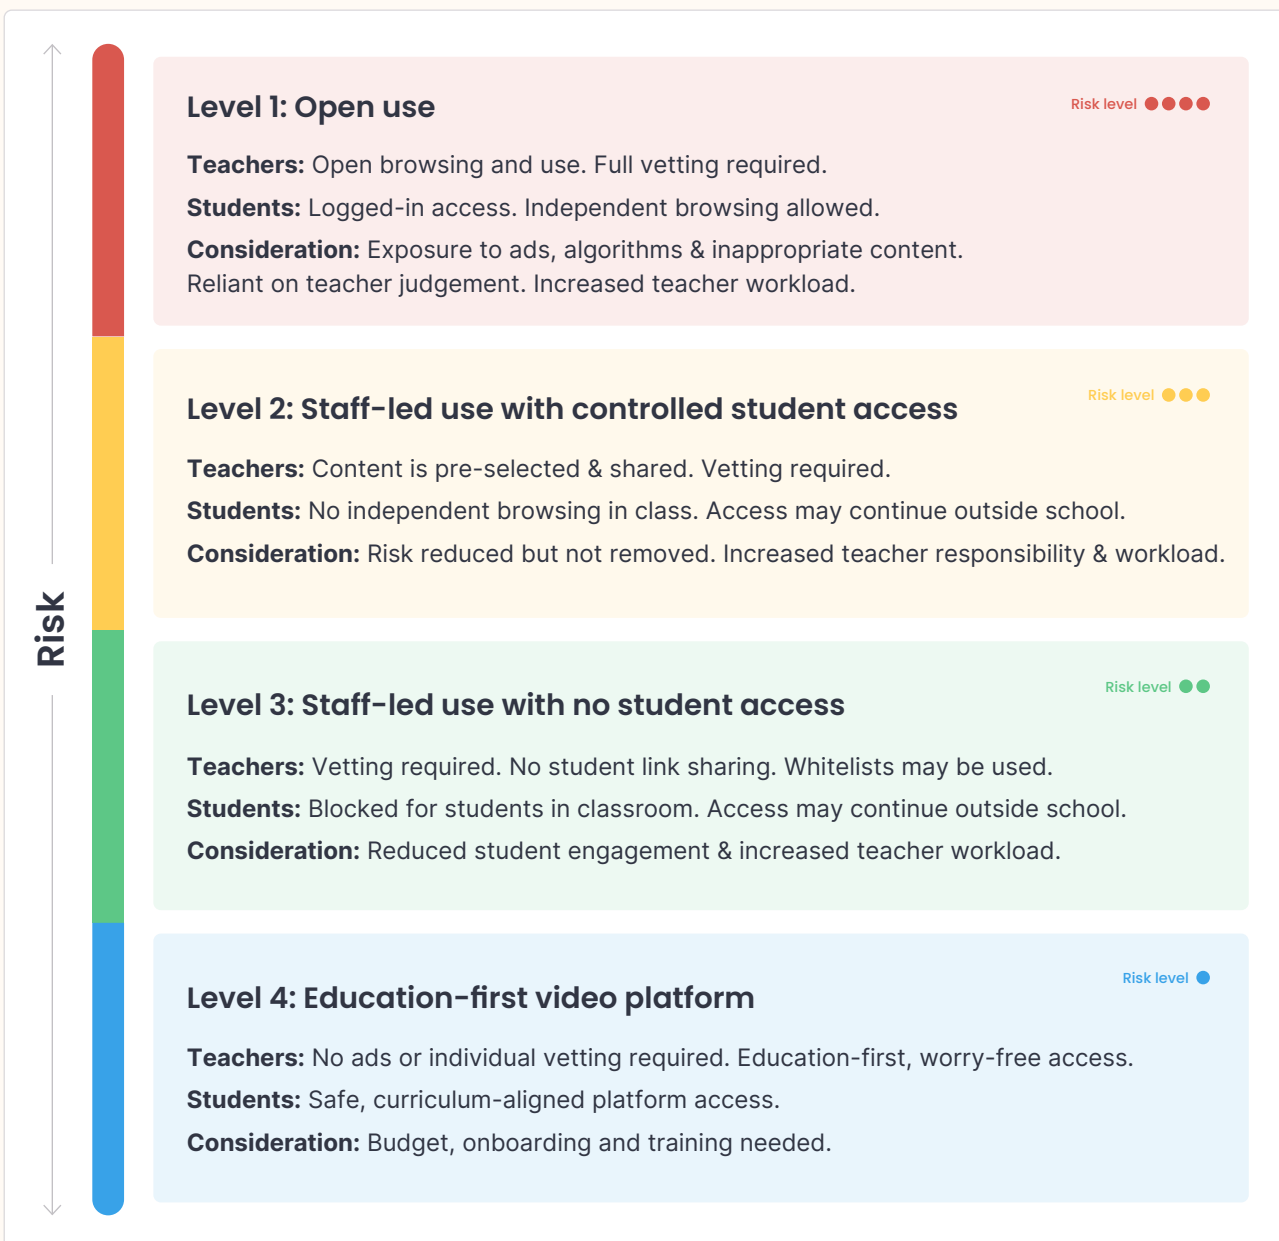 Risk
Level 1: Open use
Risk level
Teachers: Open browsing and use. Full vetting required.
Students: Logged-in access. Independent browsing allowed.
Consideration: Exposure to ads, algorithms & inappropriate content.
Reliant on teacher judgement. Increased teacher workload.
Level 2: Staff-led use with controlled student access
Risk level
Teachers: Content is pre-selected & shared. Vetting required.
Students: No independent browsing in class. Access may continue outside school.
Consideration: Risk reduced but not removed. Increased teacher responsibility & workload.
Level 3: Staff-led use with no student access
Risk level
Teachers: Vetting required. No student link sharing. Whitelists may be used.
Students: Blocked for students in classroom. Access may continue outside school.
Consideration: Reduced student engagement & increased teacher workload.
Level 4: Education-first video platform
Risk level
Teachers: No ads or individual vetting required. Education-first, worry-free access.
Students: Safe, curriculum-aligned platform access.
Consideration: Budget, onboarding and training needed.